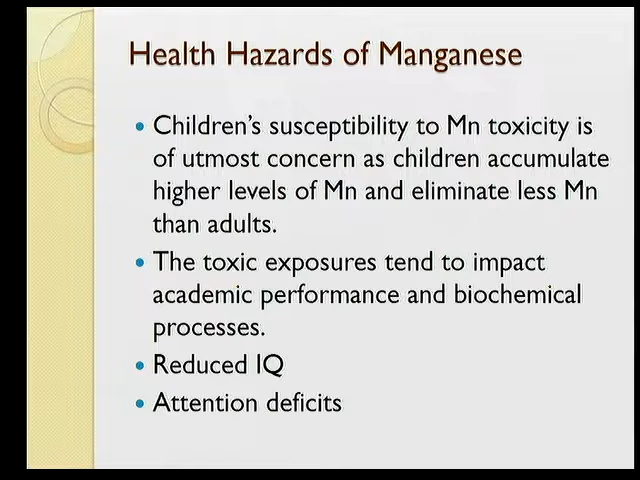 Health Hazards of Manganese
• Children's susceptibility to Mn toxicity is
of utmost concern as children accumulate
higher levels of Mn and eliminate less Mn
than adults.
• The toxic exposures tend to impact
academic performance and biochemical
processes.
• Reduced IQ
• Attention deficits